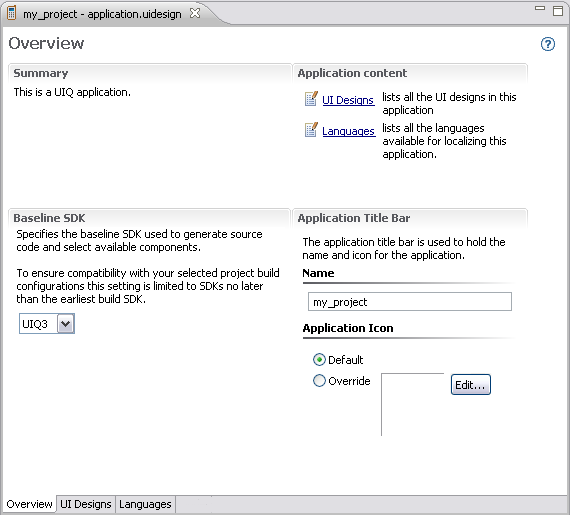 my_project - application.uidesign
Overview
Summary
This is a UIQ application.
Application content
UI Designs lists all the UI designs in this
application
Languages lists all the languages
available for localizing this
application.
Baseline SDK
Specifies the baseline SDK used to generate source
code and select available components.
To ensure compatibility with your selected project build
configurations this setting is limited to SDKs no later
than the earliest build SDK.
UIQ3
Application Title Bar
The application title bar is used to hold the
name and icon for the application.
Name
my_project
Application Icon
Default
Override
Edit...
Overview UI Designs Languages